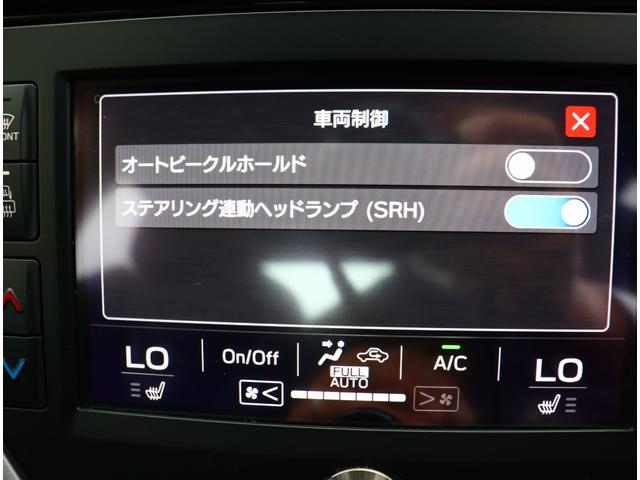 車両制御
オートビークルホールド
ステアリング連動ヘッドランプ (SRH)
LO
On/Off
FULL
AUTO
A/C
LO